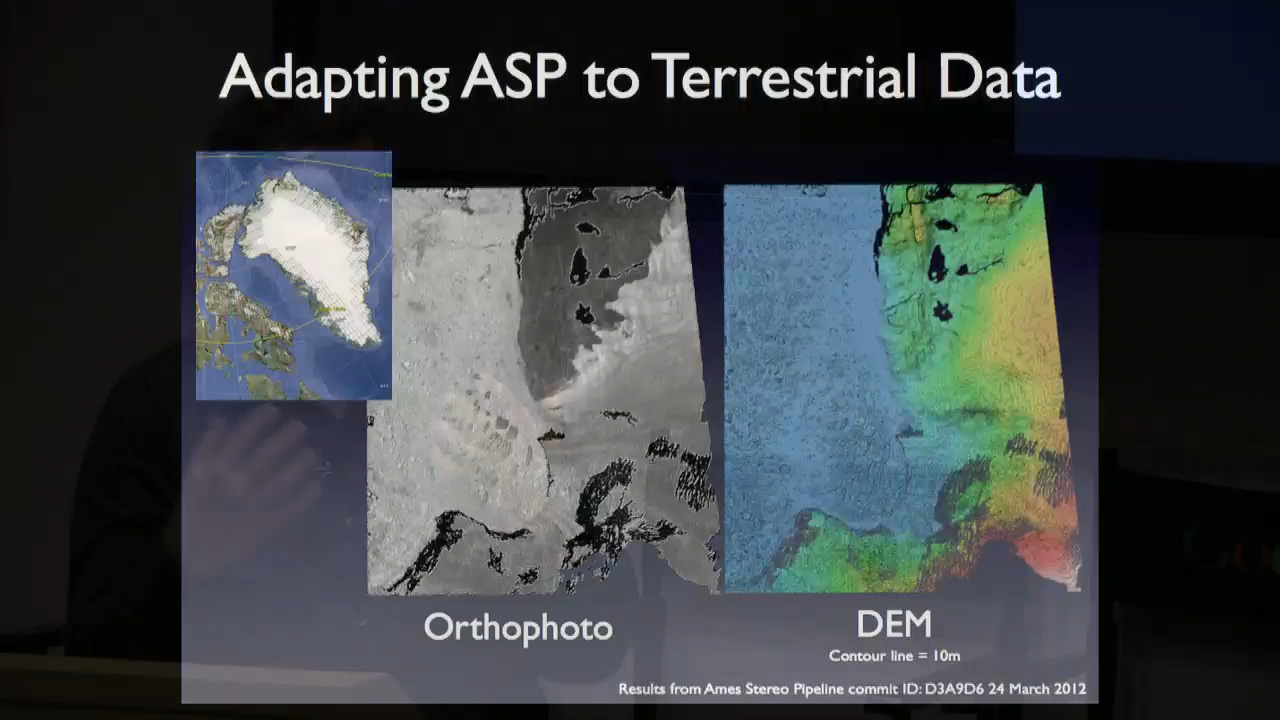 Adapting ASP to Terrestrial Data
Orthophoto
DEM
Contour line = 10m
Results from Ames Stereo Pipeline commit ID: D3A9D6 24 March 2012